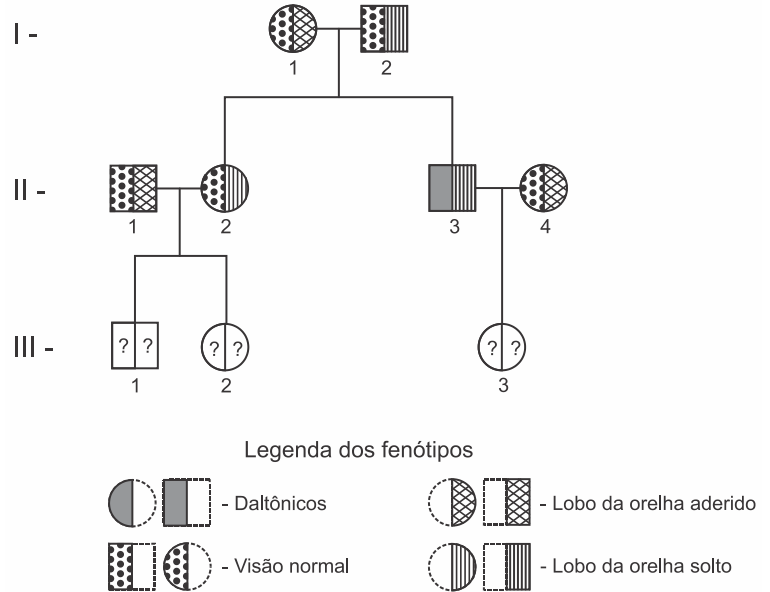 I -
1 2
II -
1 2 3 4
III -
? ? ? ? ? ?
1 2 3
Legenda dos fenótipos
- Daltônicos - Lobo da orelha aderido
- Visão normal - Lobo da orelha solto